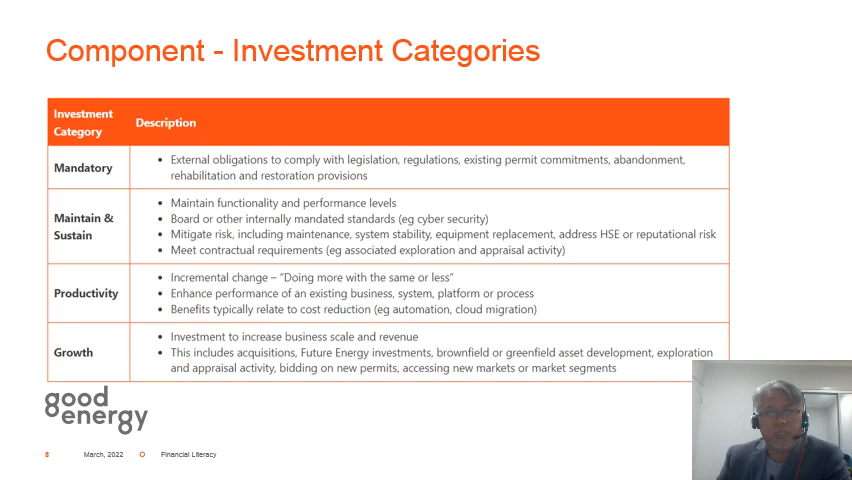 Component - Investment Categories
Investment
Category
Description
Mandatory
• External obligations to comply with legislation, regulations, existing permit commitments, abandonment,
rehabilitation and restoration provisions
Maintain &
Sustain
• Maintain functionality and performance levels
• Board or other internally mandated standards (eg cyber security)
• Mitigate risk, including maintenance, system stability, equipment replacement, address HSE or reputational risk
• Meet contractual requirements (eg associated exploration and appraisal activity)
Productivity
• Incremental change – "Doing more with the same or less"
• Enhance performance of an existing business, system, platform or process
• Benefits typically relate to cost reduction (eg automation, cloud migration)
Growth
• Investment to increase business scale and revenue
• This includes acquisitions, Future Energy investments, brownfield or greenfield asset development, exploration
and appraisal activity, bidding on new permits, accessing new markets or market segments
good
energy
8 March, 2022 O Financial Literacy